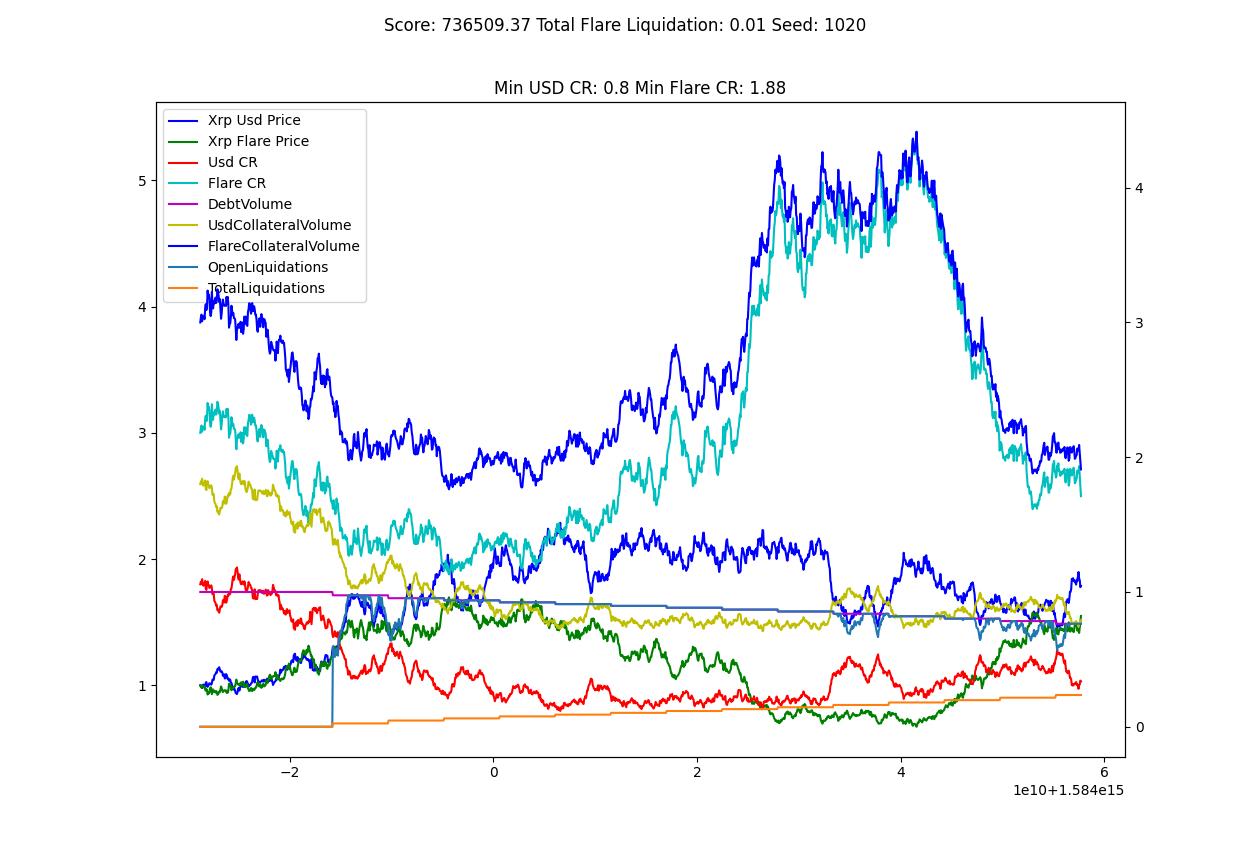 Score: 736509.37 Total Flare Liquidation: 0.01 Seed: 1020
Min USD CR: 0.8 Min Flare CR: 1.88
Xrp Usd Price
Xrp Flare Price
Usd CR
Flare CR
DebtVolume
UsdCollateralVolume
FlareCollateralVolume
OpenLiquidations
TotalLiquidations
5
4
3
2
1
4
3
2
1
0
−2
0
2
4
6
1e10+1.584e15